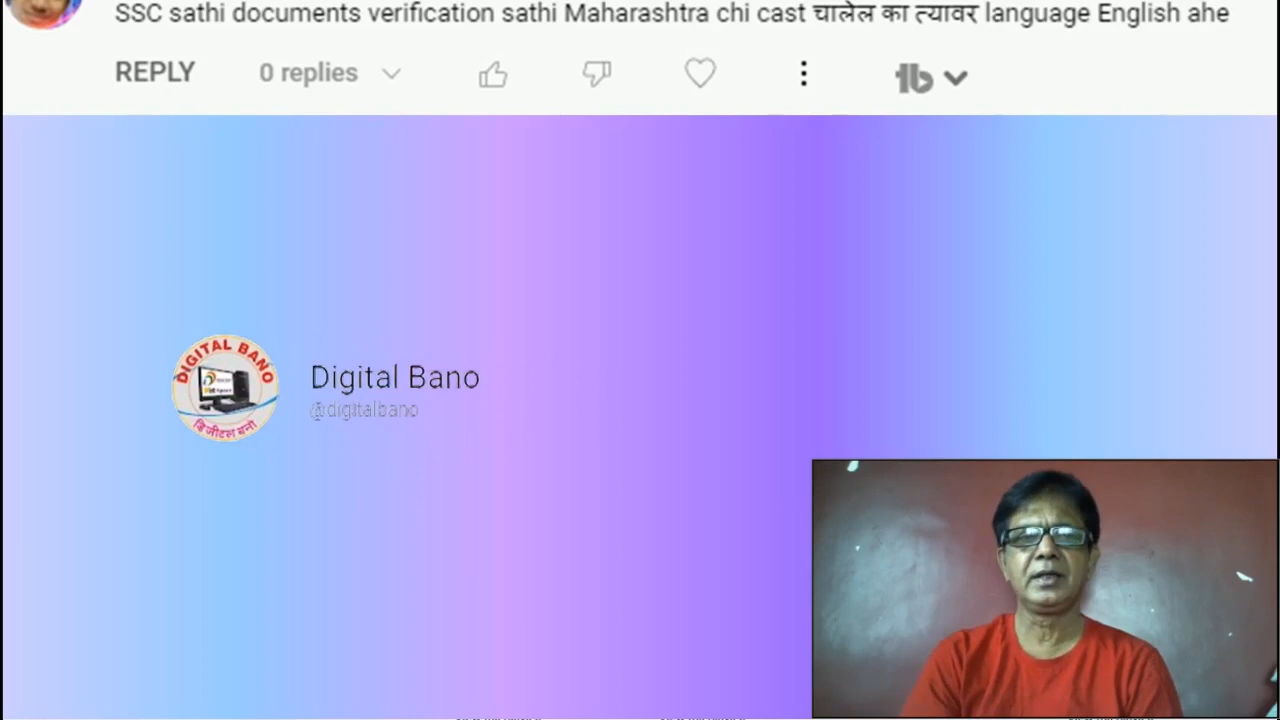 SSC sathi documents verification sathi Maharashtra chi cast चालेल का त्यावर language English ahe
REPLY 0 replies
DIGITAL BANO
डिजीटल बनो
Digital Bano
@digitalbano